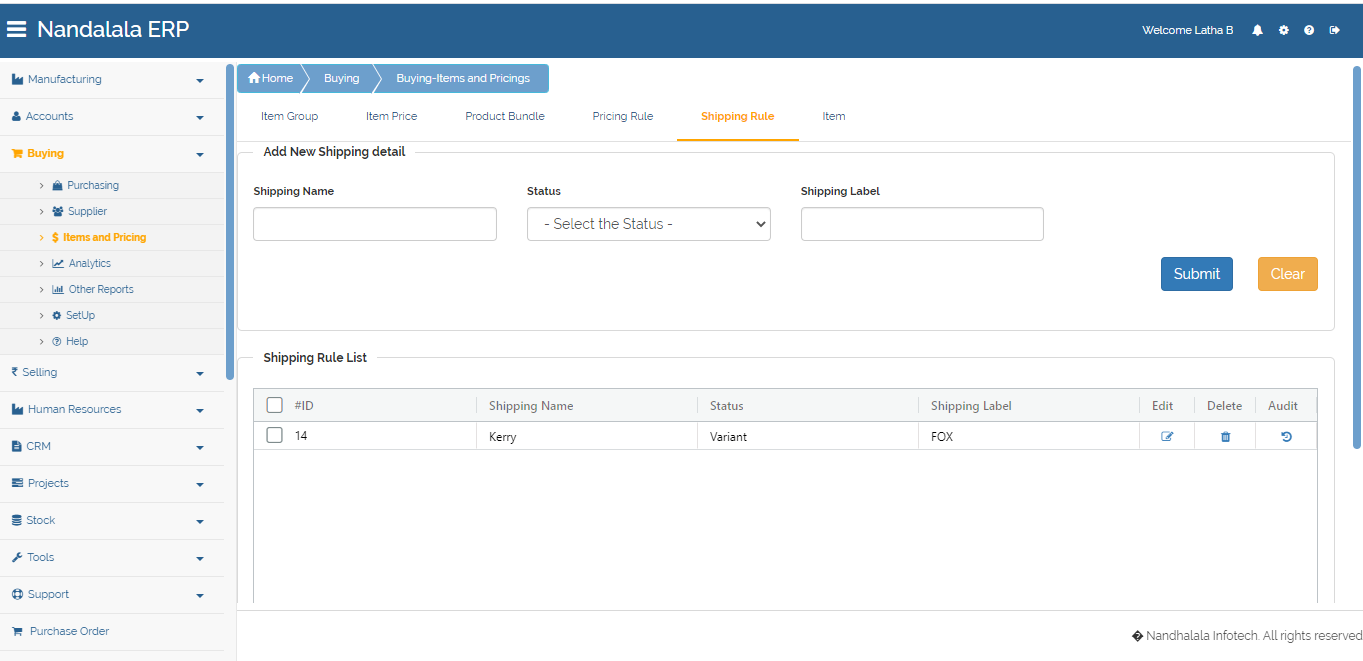 Nandalala ERP
Welcome Latha B
Manufacturing
Accounts
Buying
Purchasing
Supplier
Items and Pricing
Analytics
Other Reports
SetUp
Help
Selling
Human Resources
CRM
Projects
Stock
Tools
Support
Purchase Order
Home Buying Buying-Items and Pricings
Item Group Item Price Product Bundle Pricing Rule Shipping Rule Item
Add New Shipping detail
Shipping Name Status Shipping Label
- Select the Status -
Submit Clear
Shipping Rule List
#ID Shipping Name Status Shipping Label Edit Delete Audit
14 Kerry Variant FOX
� Nandhalala Infotech. All rights reserved